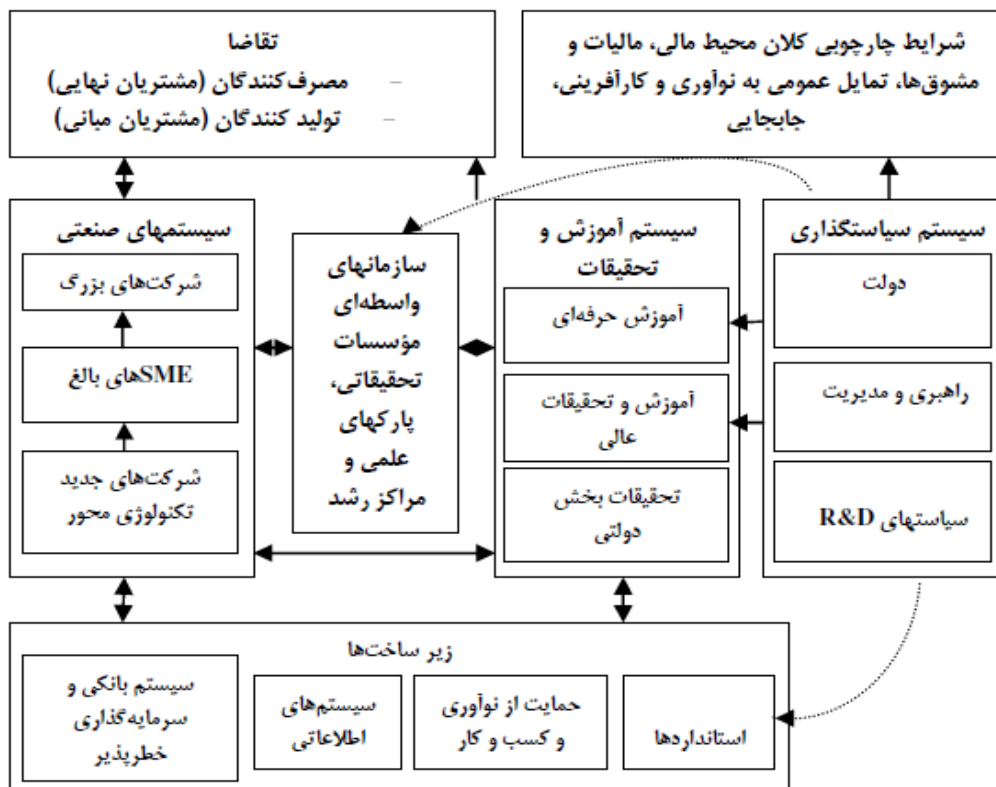 شرایط چارچوبی کلان محیط مالی، مالیات و
مشوق‌ها، تمایل عمومی به نوآوری و کارآفرینی،
جابجایی
تقاضا
– مصرف‌کنندگان (مشتریان نهایی)
– تولید کنندگان (مشتریان مبانی)
سیستم سیاستگذاری
دولت
راهبری و مدیریت
سیاستهای R&D
سیستم آموزش و
تحقیقات
آموزش حرفه‌ای
آموزش و تحقیقات
عالی
تحقیقات بخش
دولتی
سازمانهای
واسطه‌ای
مؤسسات
تحقیقاتی،
پارکهای
علمی و
مراکز رشد
سیستمهای صنعتی
شرکت‌های بزرگ
SMEهای بالغ
شرکت‌های جدید
تکنولوژی محور
زیر ساخت‌ها
استانداردها
حمایت از نوآوری
و کسب و کار
سیستم‌های
اطلاعاتی
سیستم بانکی و
سرمایه‌گذاری
خطرپذیر